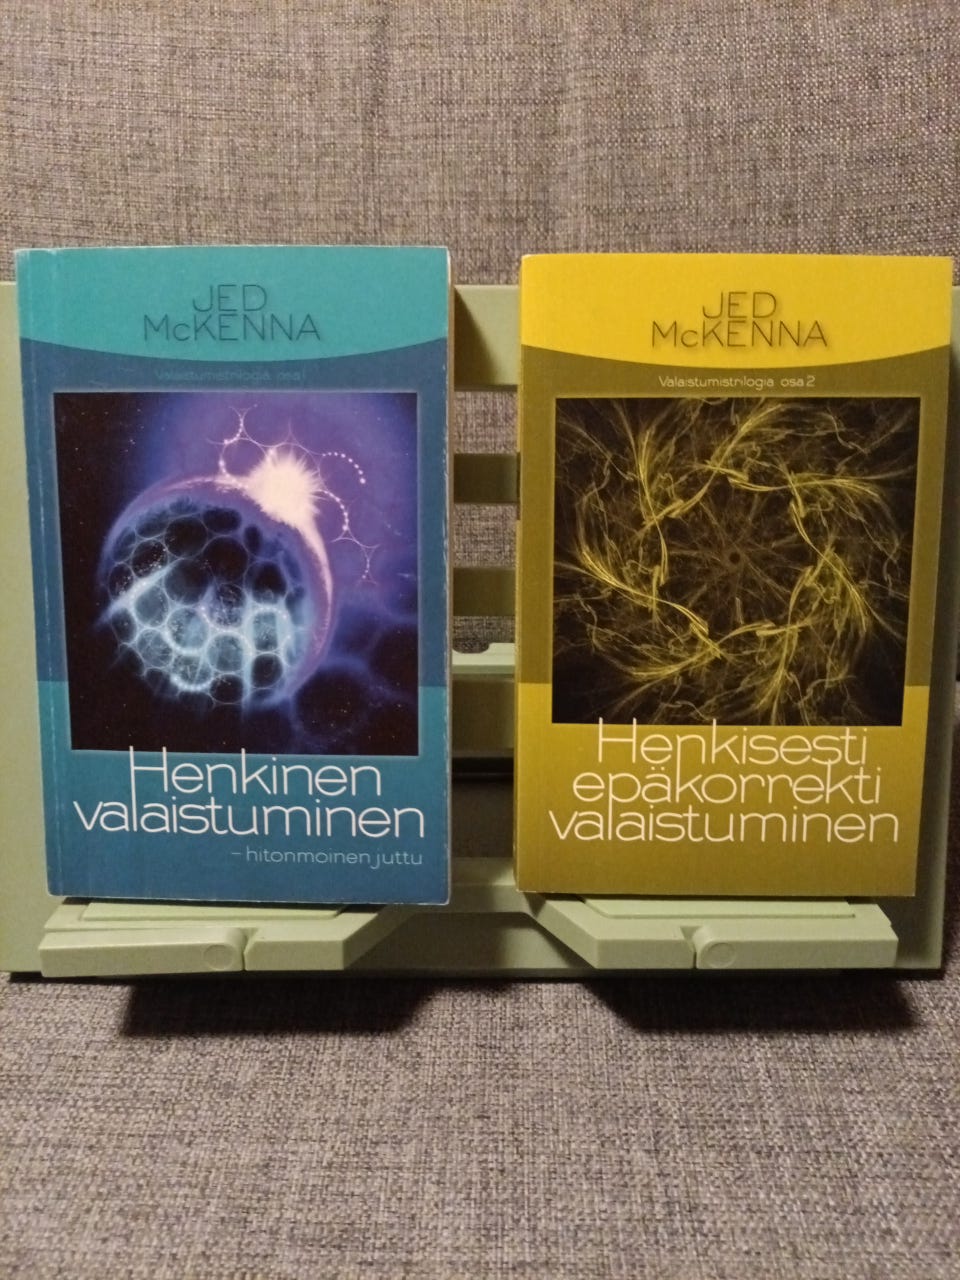 JED
McKENNA
Valaistumistrilogia osa 1
Henkinen
valaistuminen
– hitonmoinen juttu
JED
McKENNA
Valaistumistrilogia osa 2
Henkisesti
epäkorrekti
valaistuminen